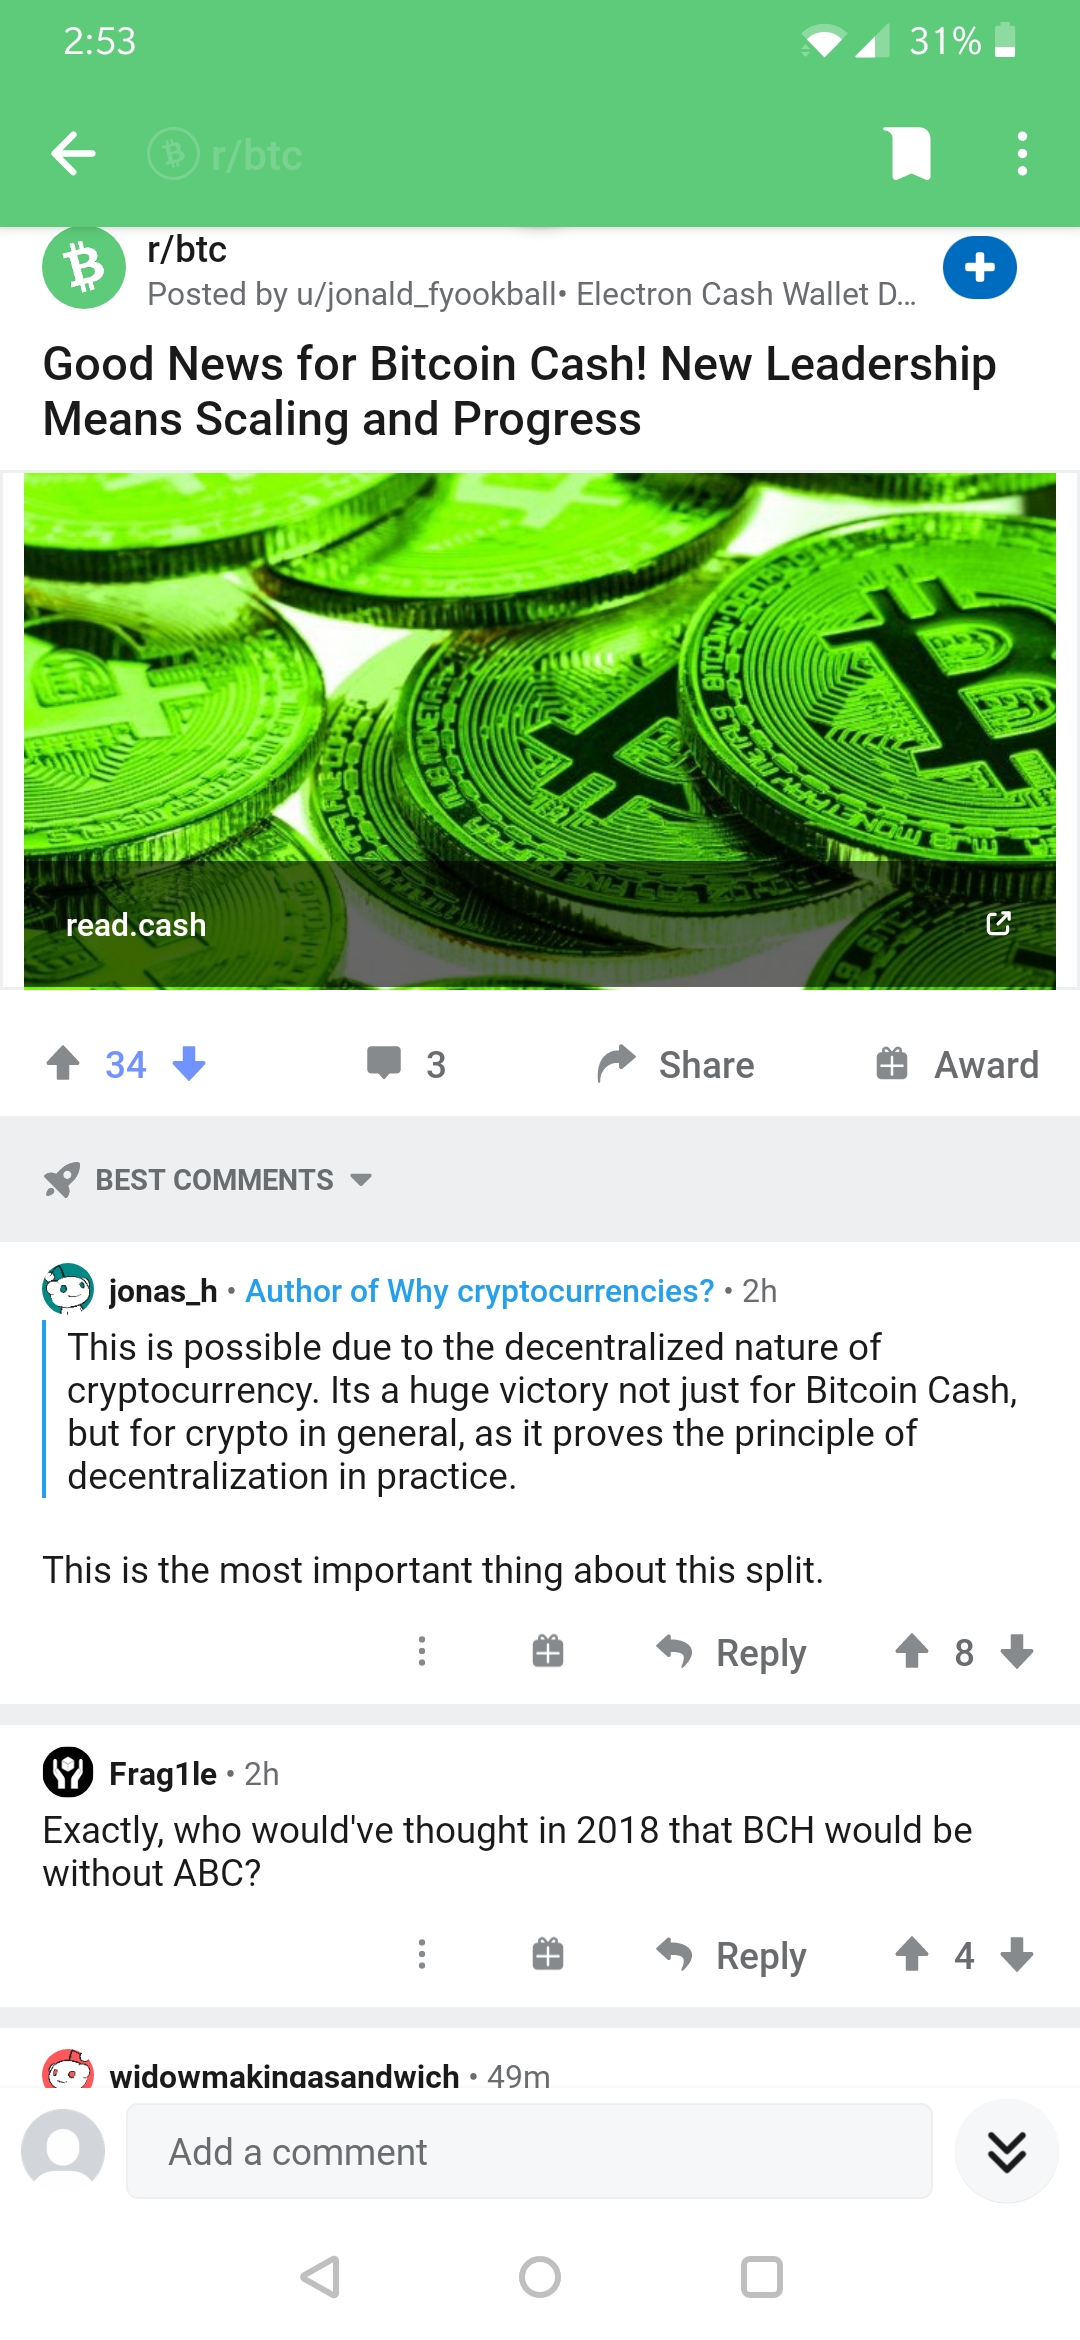 2:53
31%
r/btc
r/btc
Posted by u/jonald_fyookball• Electron Cash Wallet D...
Good News for Bitcoin Cash! New Leadership
Means Scaling and Progress
read.cash
34
3
Share
Award
BEST COMMENTS
jonas_h • Author of Why cryptocurrencies? • 2h
This is possible due to the decentralized nature of
cryptocurrency. Its a huge victory not just for Bitcoin Cash,
but for crypto in general, as it proves the principle of
decentralization in practice.
This is the most important thing about this split.
Reply
8
Frag1le • 2h
Exactly, who would've thought in 2018 that BCH would be
without ABC?
Reply
4
widowmakingasandwich • 49m
Add a comment